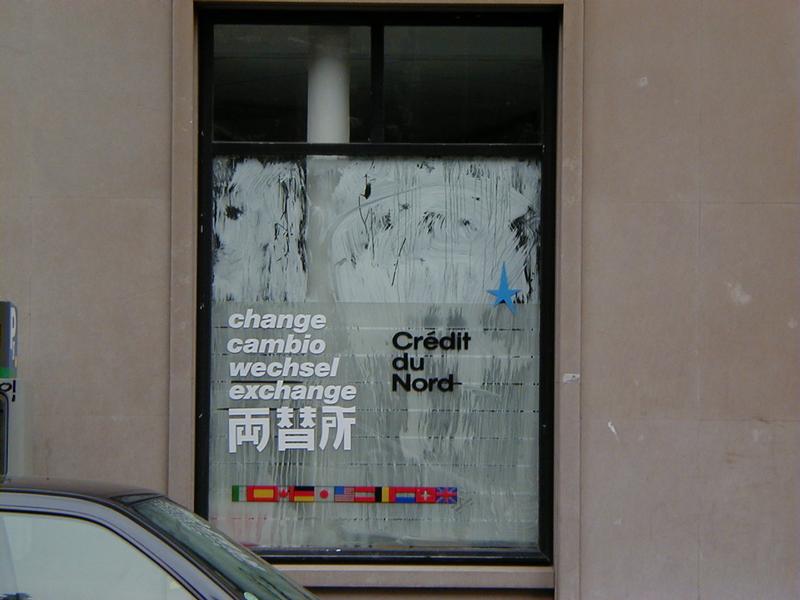 change
cambio
wechsel
exchange
両替所
Crédit
du
Nord